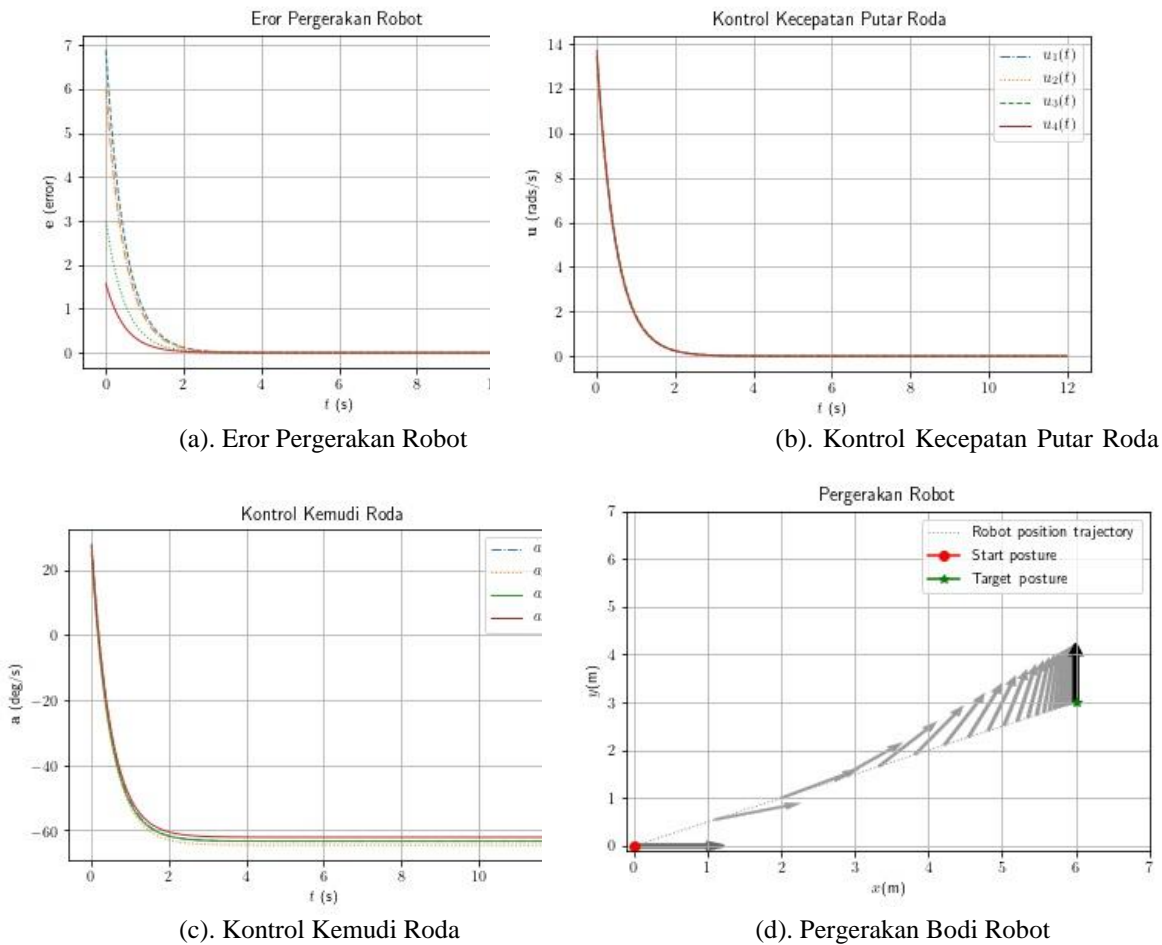 Eror Pergerakan Robot
7
6
5
4
3
2
1
0
e (error)
0 2 4 6 8 1
t (s)
(a). Eror Pergerakan Robot
Kontrol Kecepatan Putar Roda
14
12
10
8
6
4
2
0
u (rads/s)
u1(t)
u2(t)
u3(t)
u4(t)
0 2 4 6 8 10 12
t (s)
(b). Kontrol Kecepatan Putar Roda
Kontrol Kemudi Roda
20
0
−20
−40
−60
a (deg/s)
a
a
a
a
0 2 4 6 8 10
t (s)
(c). Kontrol Kemudi Roda
Pergerakan Robot
7
6
5
4
3
2
1
0
y(m)
Robot position trajectory
Start posture
Target posture
0 1 2 3 4 5 6 7
x(m)
(d). Pergerakan Bodi Robot